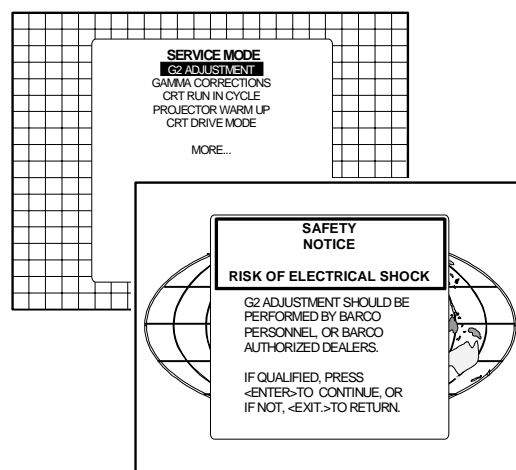 SERVICE MODE
G2 ADJUSTMENT
GAMMA CORRECTIONS
CRT RUN IN CYCLE
PROJECTOR WARM UP
CRT DRIVE MODE
MORE...
SAFETY
NOTICE
RISK OF ELECTRICAL SHOCK
G2 ADJUSTMENT SHOULD BE
PERFORMED BY BARCO
PERSONNEL, OR BARCO
AUTHORIZED DEALERS.
IF QUALIFIED, PRESS
<ENTER>TO CONTINUE, OR
IF NOT, <EXIT.>TO RETURN.